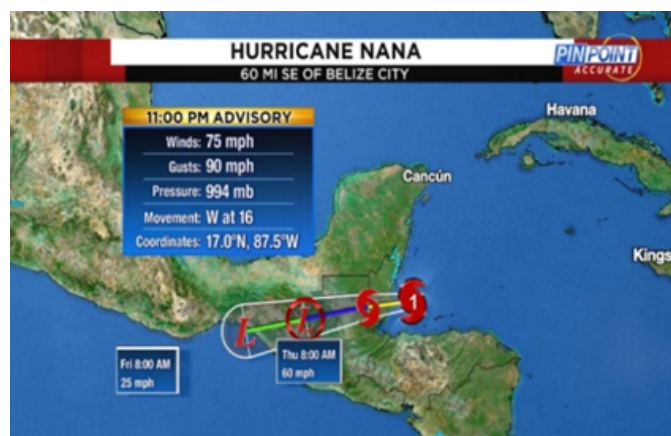 HURRICANE NANA
60 MI SE OF BELIZE CITY
PINPOINT
ACCURATE
11:00 PM ADVISORY
Winds: 75 mph
Gusts: 90 mph
Pressure: 994 mb
Movement: W at 16
Coordinates: 17.0°N, 87.5°W
Havana
Cancún
Kings
1
L
L
Thu 8:00 AM
60 mph
Fri 8:00 AM
25 mph